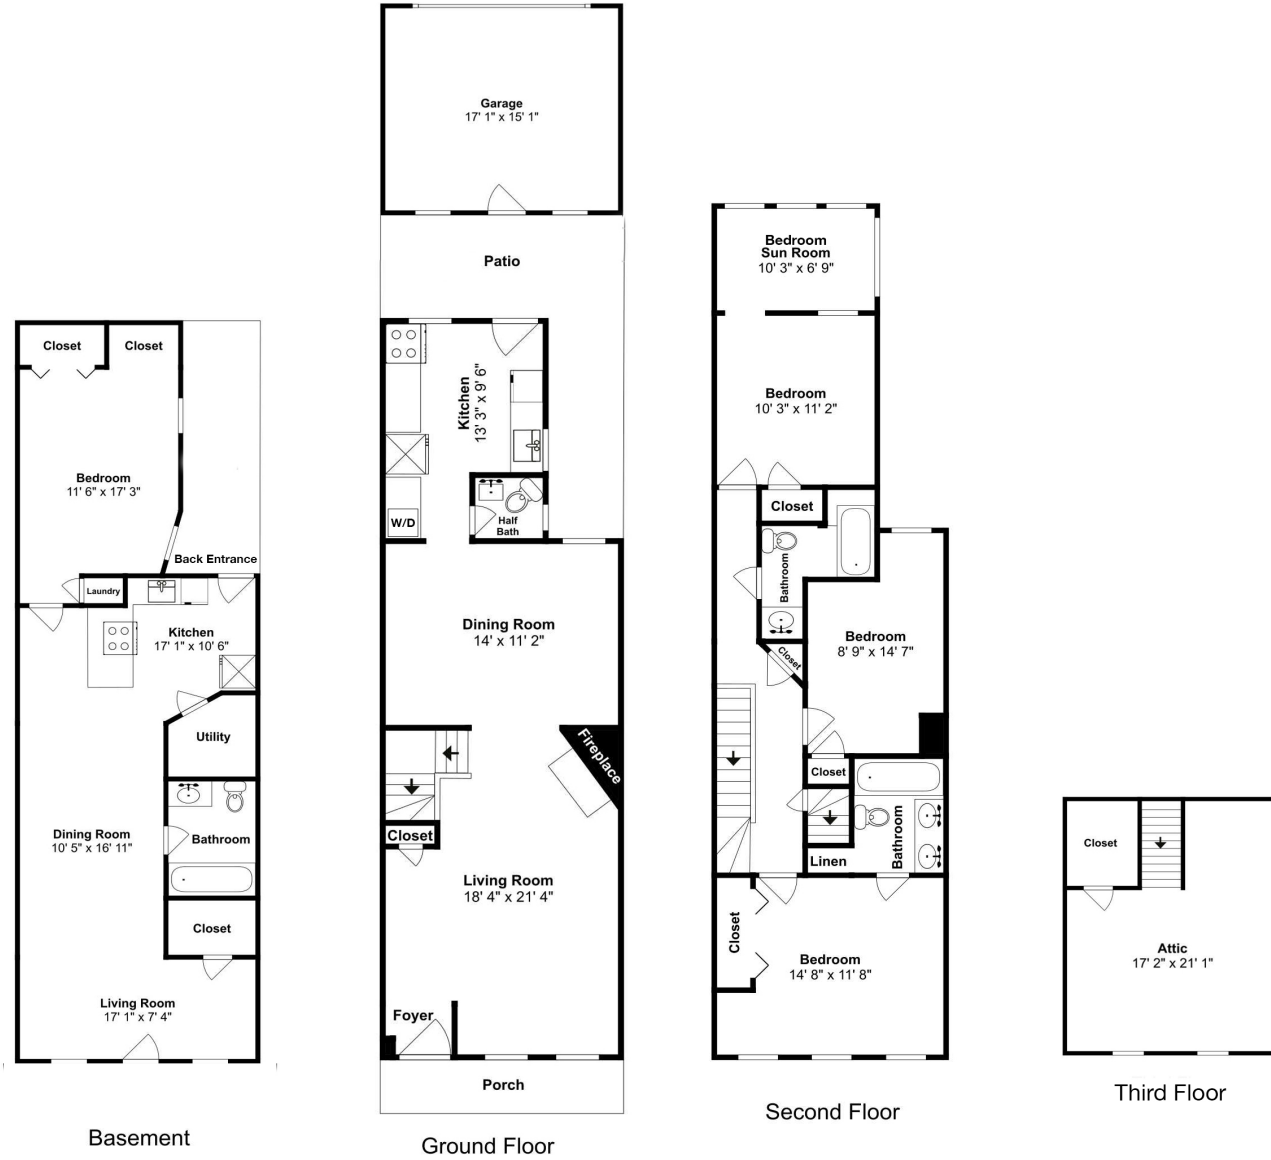 Closet
Closet
Bedroom
11' 6" x 17' 3"
Back Entrance
Laundry
Kitchen
17' 1" x 10' 6"
Utility
Dining Room
10' 5" x 16' 11"
Bathroom
Closet
Living Room
17' 1" x 7' 4"
Basement
Garage
17' 1" x 15' 1"
Patio
Kitchen
13' 3" x 9' 6"
W/D
Half
Bath
Dining Room
14' x 11' 2"
Fireplace
Closet
Living Room
18' 4" x 21' 4"
Foyer
Porch
Ground Floor
Bedroom
Sun Room
10' 3" x 6' 9"
Bedroom
10' 3" x 11' 2"
Closet
Bathroom
Bedroom
8' 9" x 14' 7"
Closet
Closet
Bathroom
Linen
Closet
Bedroom
14' 8" x 11' 8"
Second Floor
Closet
Attic
17' 2" x 21' 1"
Third Floor